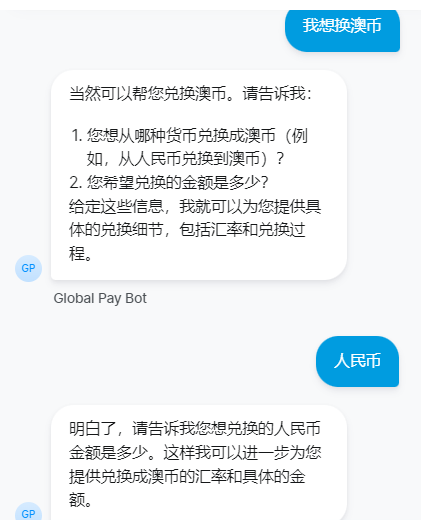 我想换澳币
当然可以帮您兑换澳币。请告诉我：
1. 您想从哪种货币兑换成澳币（例
如，从人民币兑换到澳币）？
2. 您希望兑换的金额是多少？
给定这些信息，我就可以为您提供具
体的兑换细节，包括汇率和兑换过
程。
GP
Global Pay Bot
人民币
明白了，请告诉我您想兑换的人民币
金额是多少。这样我可以进一步为您
提供兑换成澳币的汇率和具体的金
额。
GP